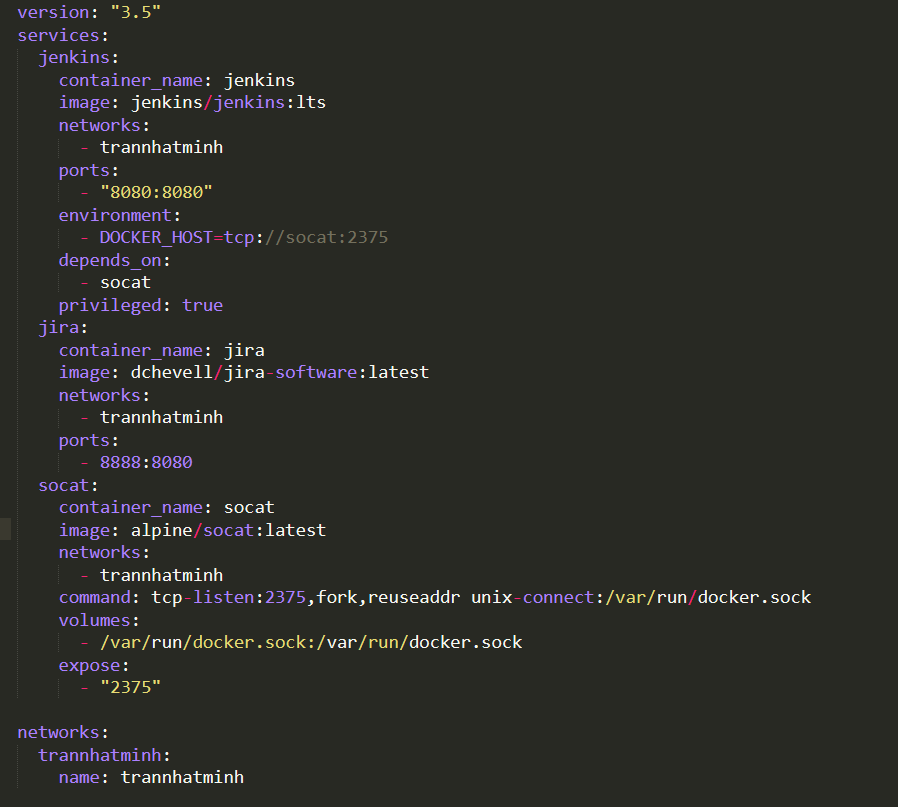 version: "3.5"
services:
  jenkins:
    container_name: jenkins
    image: jenkins/jenkins:lts
    networks:
      - trannhatminh
    ports:
      - "8080:8080"
    environment:
      - DOCKER_HOST=tcp://socat:2375
    depends_on:
      - socat
    privileged: true
  jira:
    container_name: jira
    image: dchevell/jira-software:latest
    networks:
      - trannhatminh
    ports:
      - 8888:8080
  socat:
    container_name: socat
    image: alpine/socat:latest
    networks:
      - trannhatminh
    command: tcp-listen:2375,fork,reuseaddr unix-connect:/var/run/docker.sock
    volumes:
      - /var/run/docker.sock:/var/run/docker.sock
    expose:
      - "2375"

networks:
  trannhatminh:
    name: trannhatminh